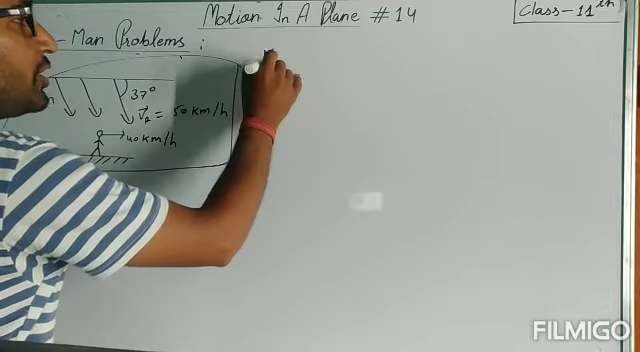 Motion In A Plane # 14
Class-11th
-Man Problems :
37°
= 50 km/h
40 km/h
FILMIGO